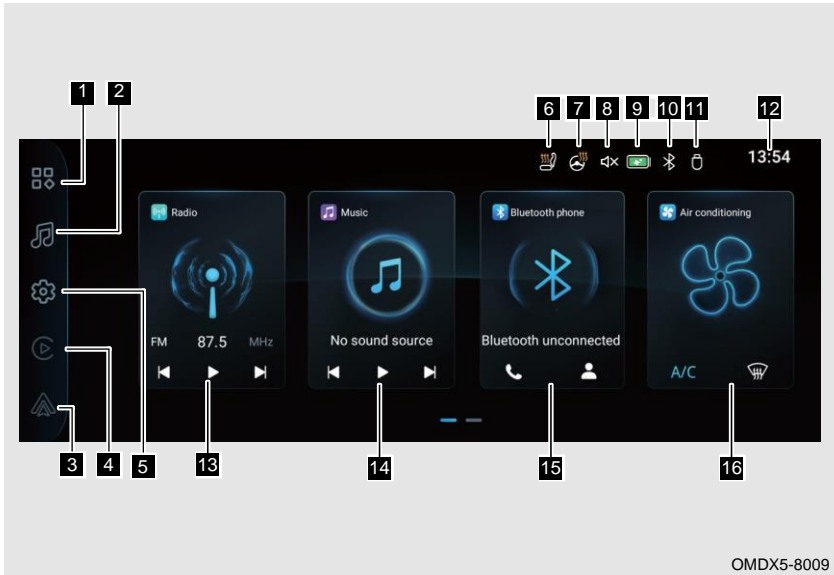 1 2 6 7 8 9 10 11 12
13:54
Radio Music Bluetooth phone Air conditioning
No sound source Bluetooth unconnected
FM 87.5 MHz
A/C
3 4 5 13 14 15 16
OMDX5-8009